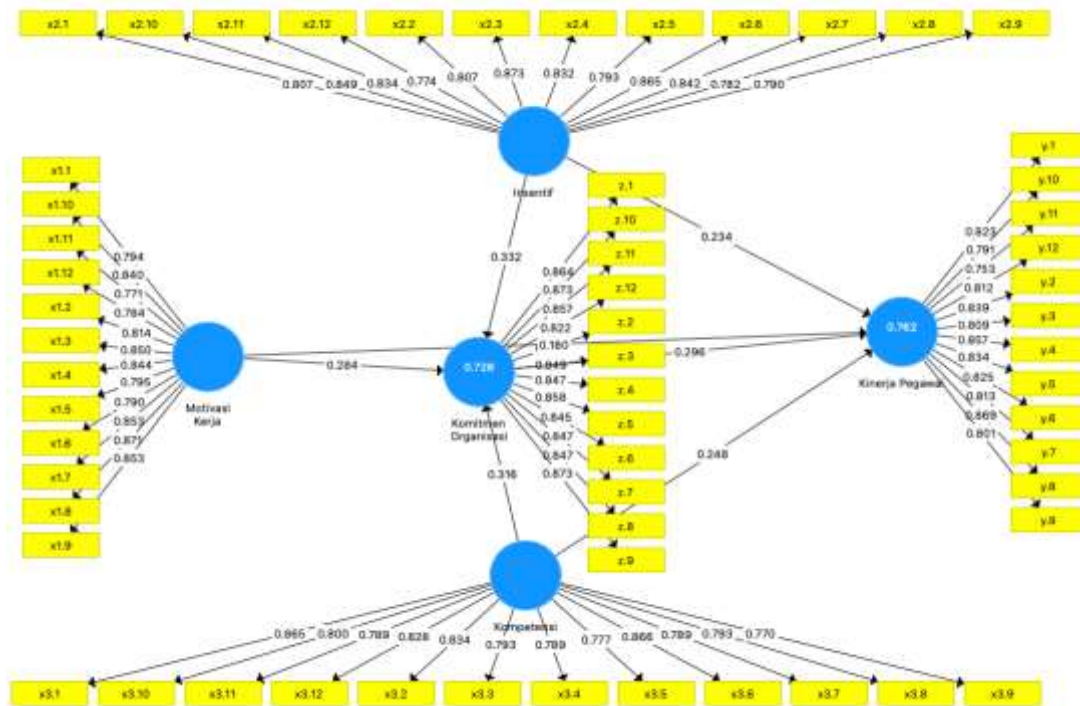 x2.1 x2.10 x2.11 x2.12 x2.2 x2.3 x2.4 x2.5 x2.6 x2.7 x2.8 x2.9
0.807 0.849 0.834 0.774 0.807 0.873 0.832 0.793 0.865 0.842 0.782 0.790
Insentif
x1.1
x1.10
x1.11
x1.12
x1.2
x1.3
x1.4
x1.5
x1.6
x1.7
x1.8
x1.9
0.794
0.840
0.771
0.764
0.814
0.850
0.844
0.795
0.790
0.853
0.871
0.853
Motivasi
Kerja
0.332
0.234
0.284
0.728
Komitmen
Organisasi
0.316
0.864
0.873
0.857
0.822
0.180
0.849
0.847
0.858
0.845
0.847
0.847
0.873
z.1
z.10
z.11
z.12
z.2
z.3
z.4
z.5
z.6
z.7
z.8
z.9
0.296
0.248
0.762
Kinerja Pegawai
0.823
0.791
0.753
0.812
0.839
0.809
0.857
0.834
0.825
0.813
0.869
0.801
y.1
y.10
y.11
y.12
y.2
y.3
y.4
y.5
y.6
y.7
y.8
y.9
Kompetensi
0.865 0.800 0.789 0.828 0.834 0.793 0.789 0.777 0.866 0.789 0.793 0.770
x3.1 x3.10 x3.11 x3.12 x3.2 x3.3 x3.4 x3.5 x3.6 x3.7 x3.8 x3.9